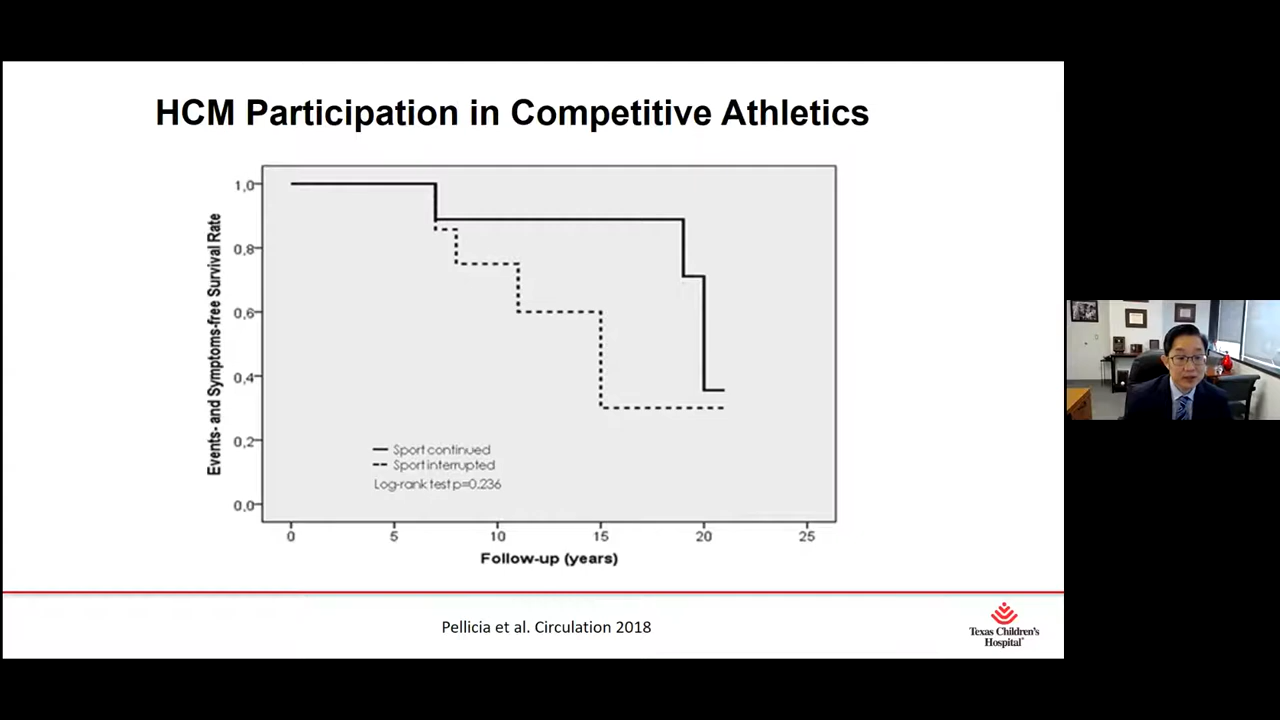 HCM Participation in Competitive Athletics
Events- and Symptoms-free Survival Rate
1,0
0,8
0,6
0,4
0,2
0,0
Sport continued
Sport interrupted
Log-rank test p=0,236
0 5 10 15 20 25
Follow-up (years)
Pellicia et al. Circulation 2018
Texas Children's
Hospital